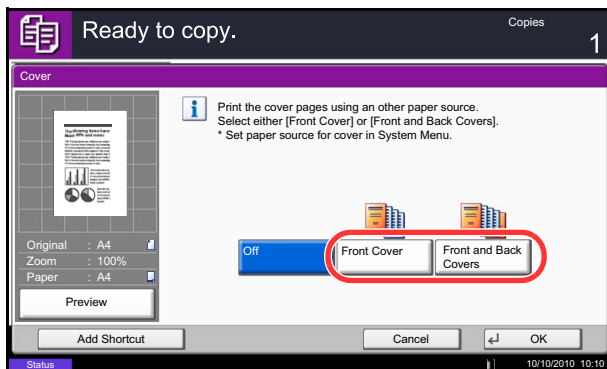 Ready to copy.
Copies
1
Cover
Print the cover pages using an other paper source.
Select either [Front Cover] or [Front and Back Covers].
* Set paper source for cover in System Menu.
Original : A4
Zoom : 100%
Paper : A4
Preview
Off
Front Cover
Front and Back
Covers
Add Shortcut
Cancel
OK
Status
10/10/2010 10:10